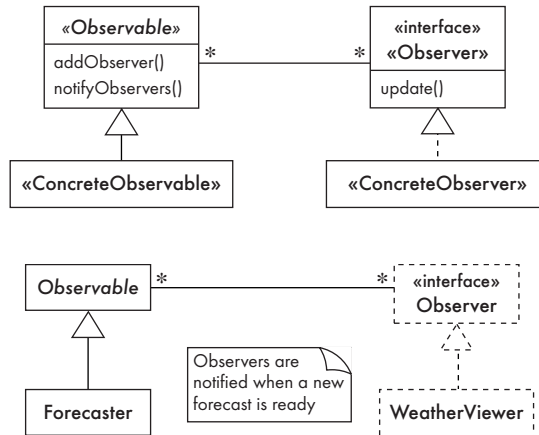 «Observable»
addObserver()
notifyObservers()
*
*
«interface»
«Observer»
update()
«ConcreteObservable»
«ConcreteObserver»
Observable
*
*
«interface»
Observer
Observers are
notified when a new
forecast is ready
Forecaster
WeatherViewer